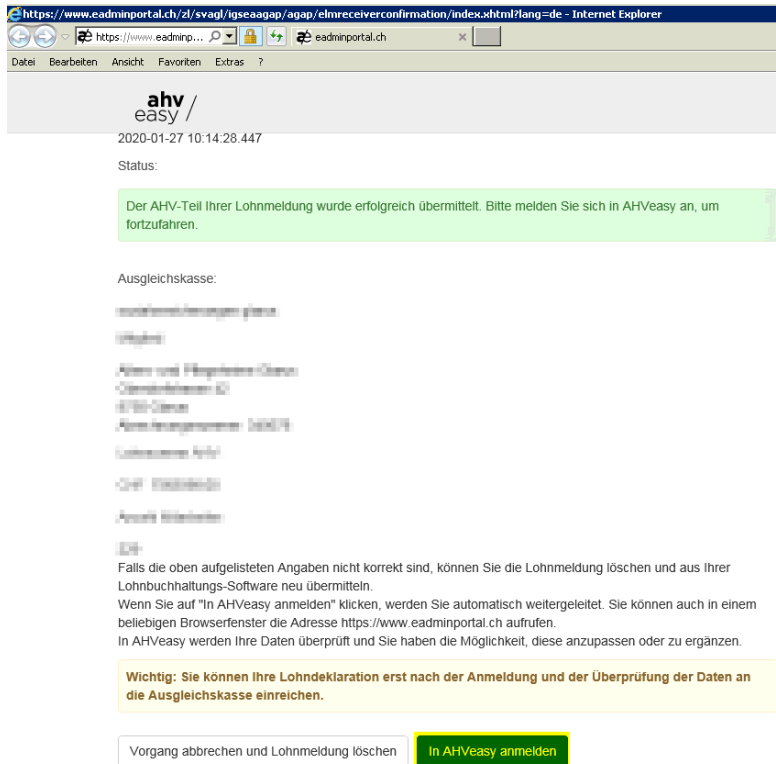 https://www.eadminportal.ch/zl/svagl/igseaagap/agap/elmreceiverconfirmation/index.xhtml?lang=de - Internet Explorer
https://www.eadminp... eadminportal.ch
Datei Bearbeiten Ansicht Favoriten Extras ?
ahv
easy /
2020-01-27 10:14:28.447
Status:
Der AHV-Teil Ihrer Lohnmeldung wurde erfolgreich übermittelt. Bitte melden Sie sich in AHVeasy an, um
fortzufahren.
Ausgleichskasse:
Falls die oben aufgelisteten Angaben nicht korrekt sind, können Sie die Lohnmeldung löschen und aus Ihrer
Lohnbuchhaltungs-Software neu übermitteln.
Wenn Sie auf "In AHVeasy anmelden" klicken, werden Sie automatisch weitergeleitet. Sie können auch in einem
beliebigen Browserfenster die Adresse https://www.eadminportal.ch aufrufen.
In AHVeasy werden Ihre Daten überprüft und Sie haben die Möglichkeit, diese anzupassen oder zu ergänzen.
Wichtig: Sie können Ihre Lohndeklaration erst nach der Anmeldung und der Überprüfung der Daten an
die Ausgleichskasse einreichen.
Vorgang abbrechen und Lohnmeldung löschen In AHVeasy anmelden